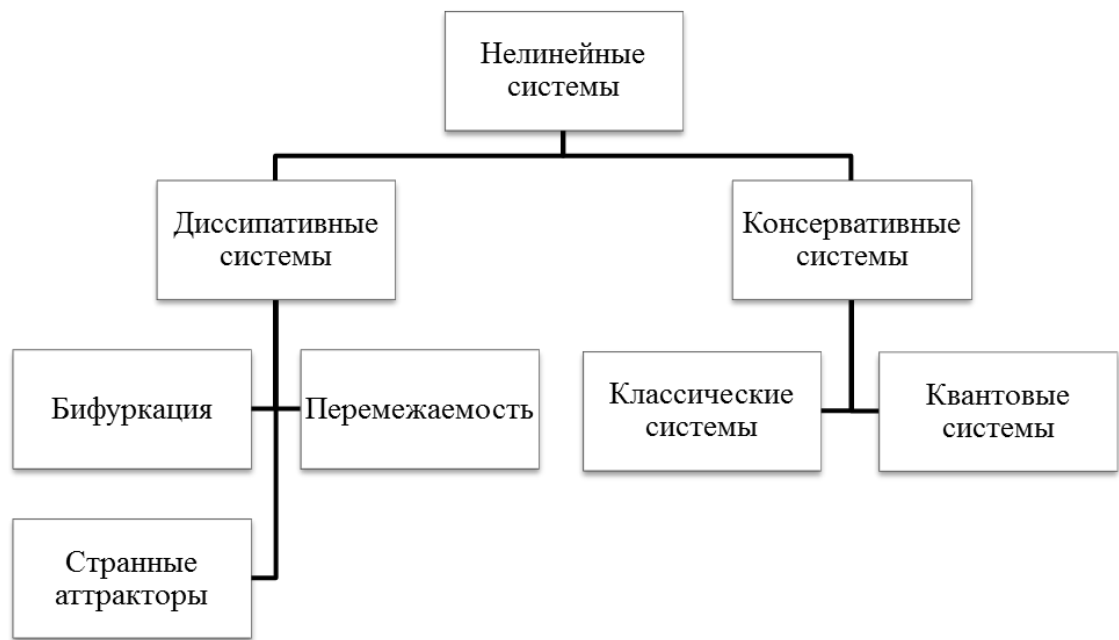 Нелинейные
системы
Диссипативные
системы
Консервативные
системы
Бифуркация
Перемежаемость
Классические
системы
Квантовые
системы
Странные
аттракторы